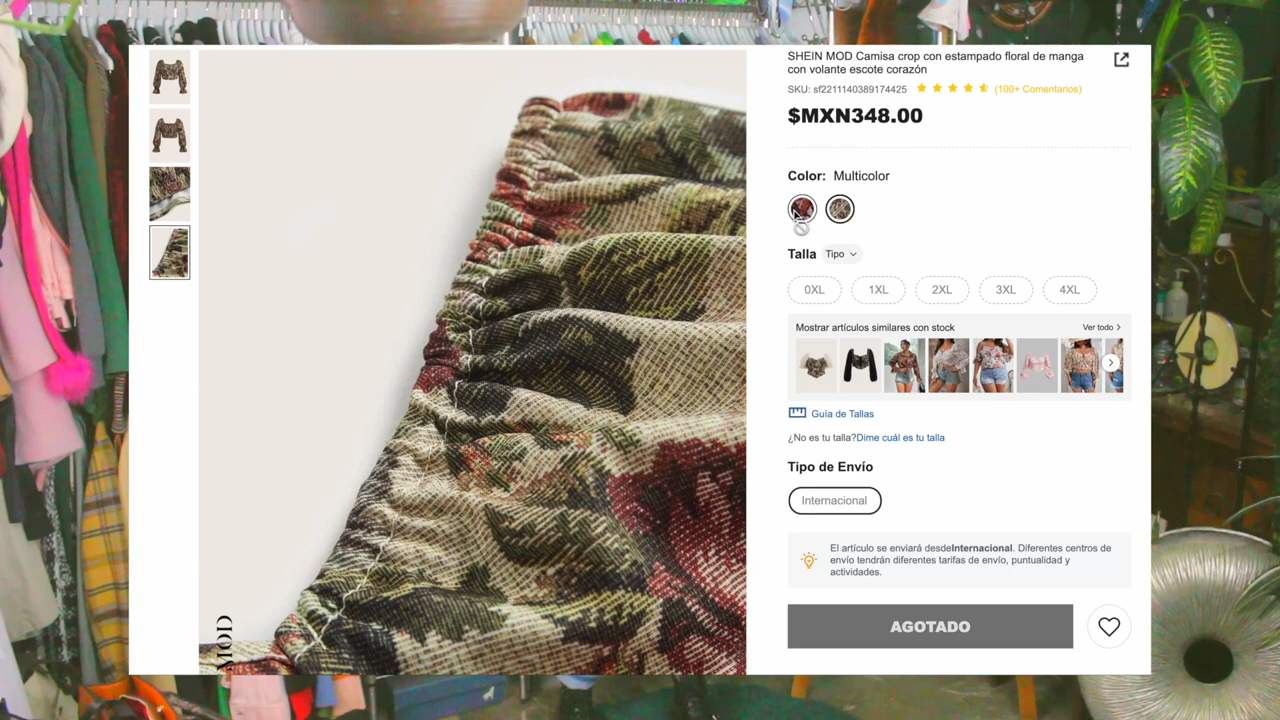 SHEIN MOD Camisa crop con estampado floral de manga
con volante escote corazón
SKU: sf2211140389174425 (100+ Comentarios)
$MXN348.00
Color: Multicolor
Talla Tipo
0XL 1XL 2XL 3XL 4XL
Mostrar artículos similares con stock Ver todo >
Guía de Tallas
¿No es tu talla?Dime cuál es tu talla
Tipo de Envío
Internacional
El artículo se enviará desdeInternacional. Diferentes centros de
envío tendrán diferentes tarifas de envío, puntualidad y
actividades.
AGOTADO
MOD